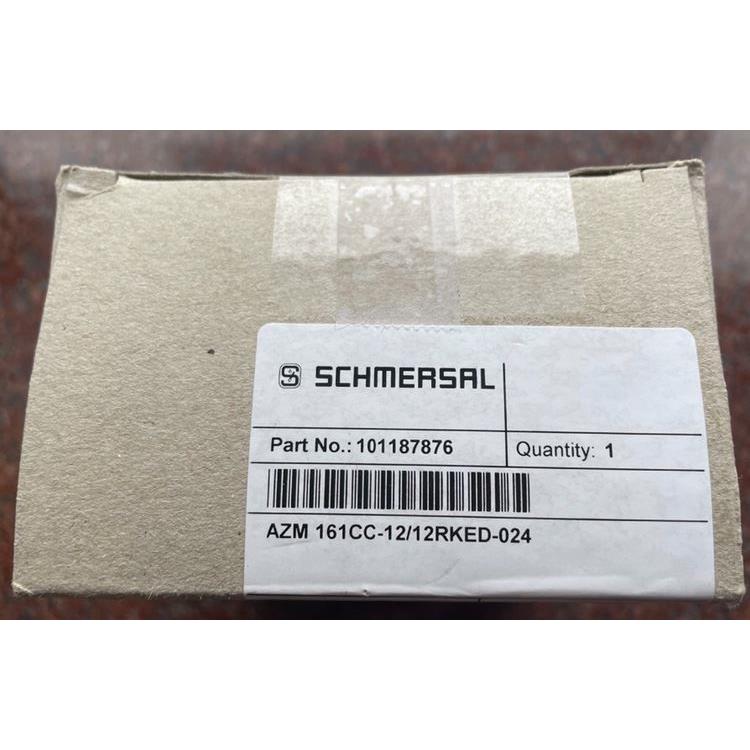 SCHMERSAL
Part No.: 101187876
Quantity: 1
AZM 161CC-12/12RKED-024